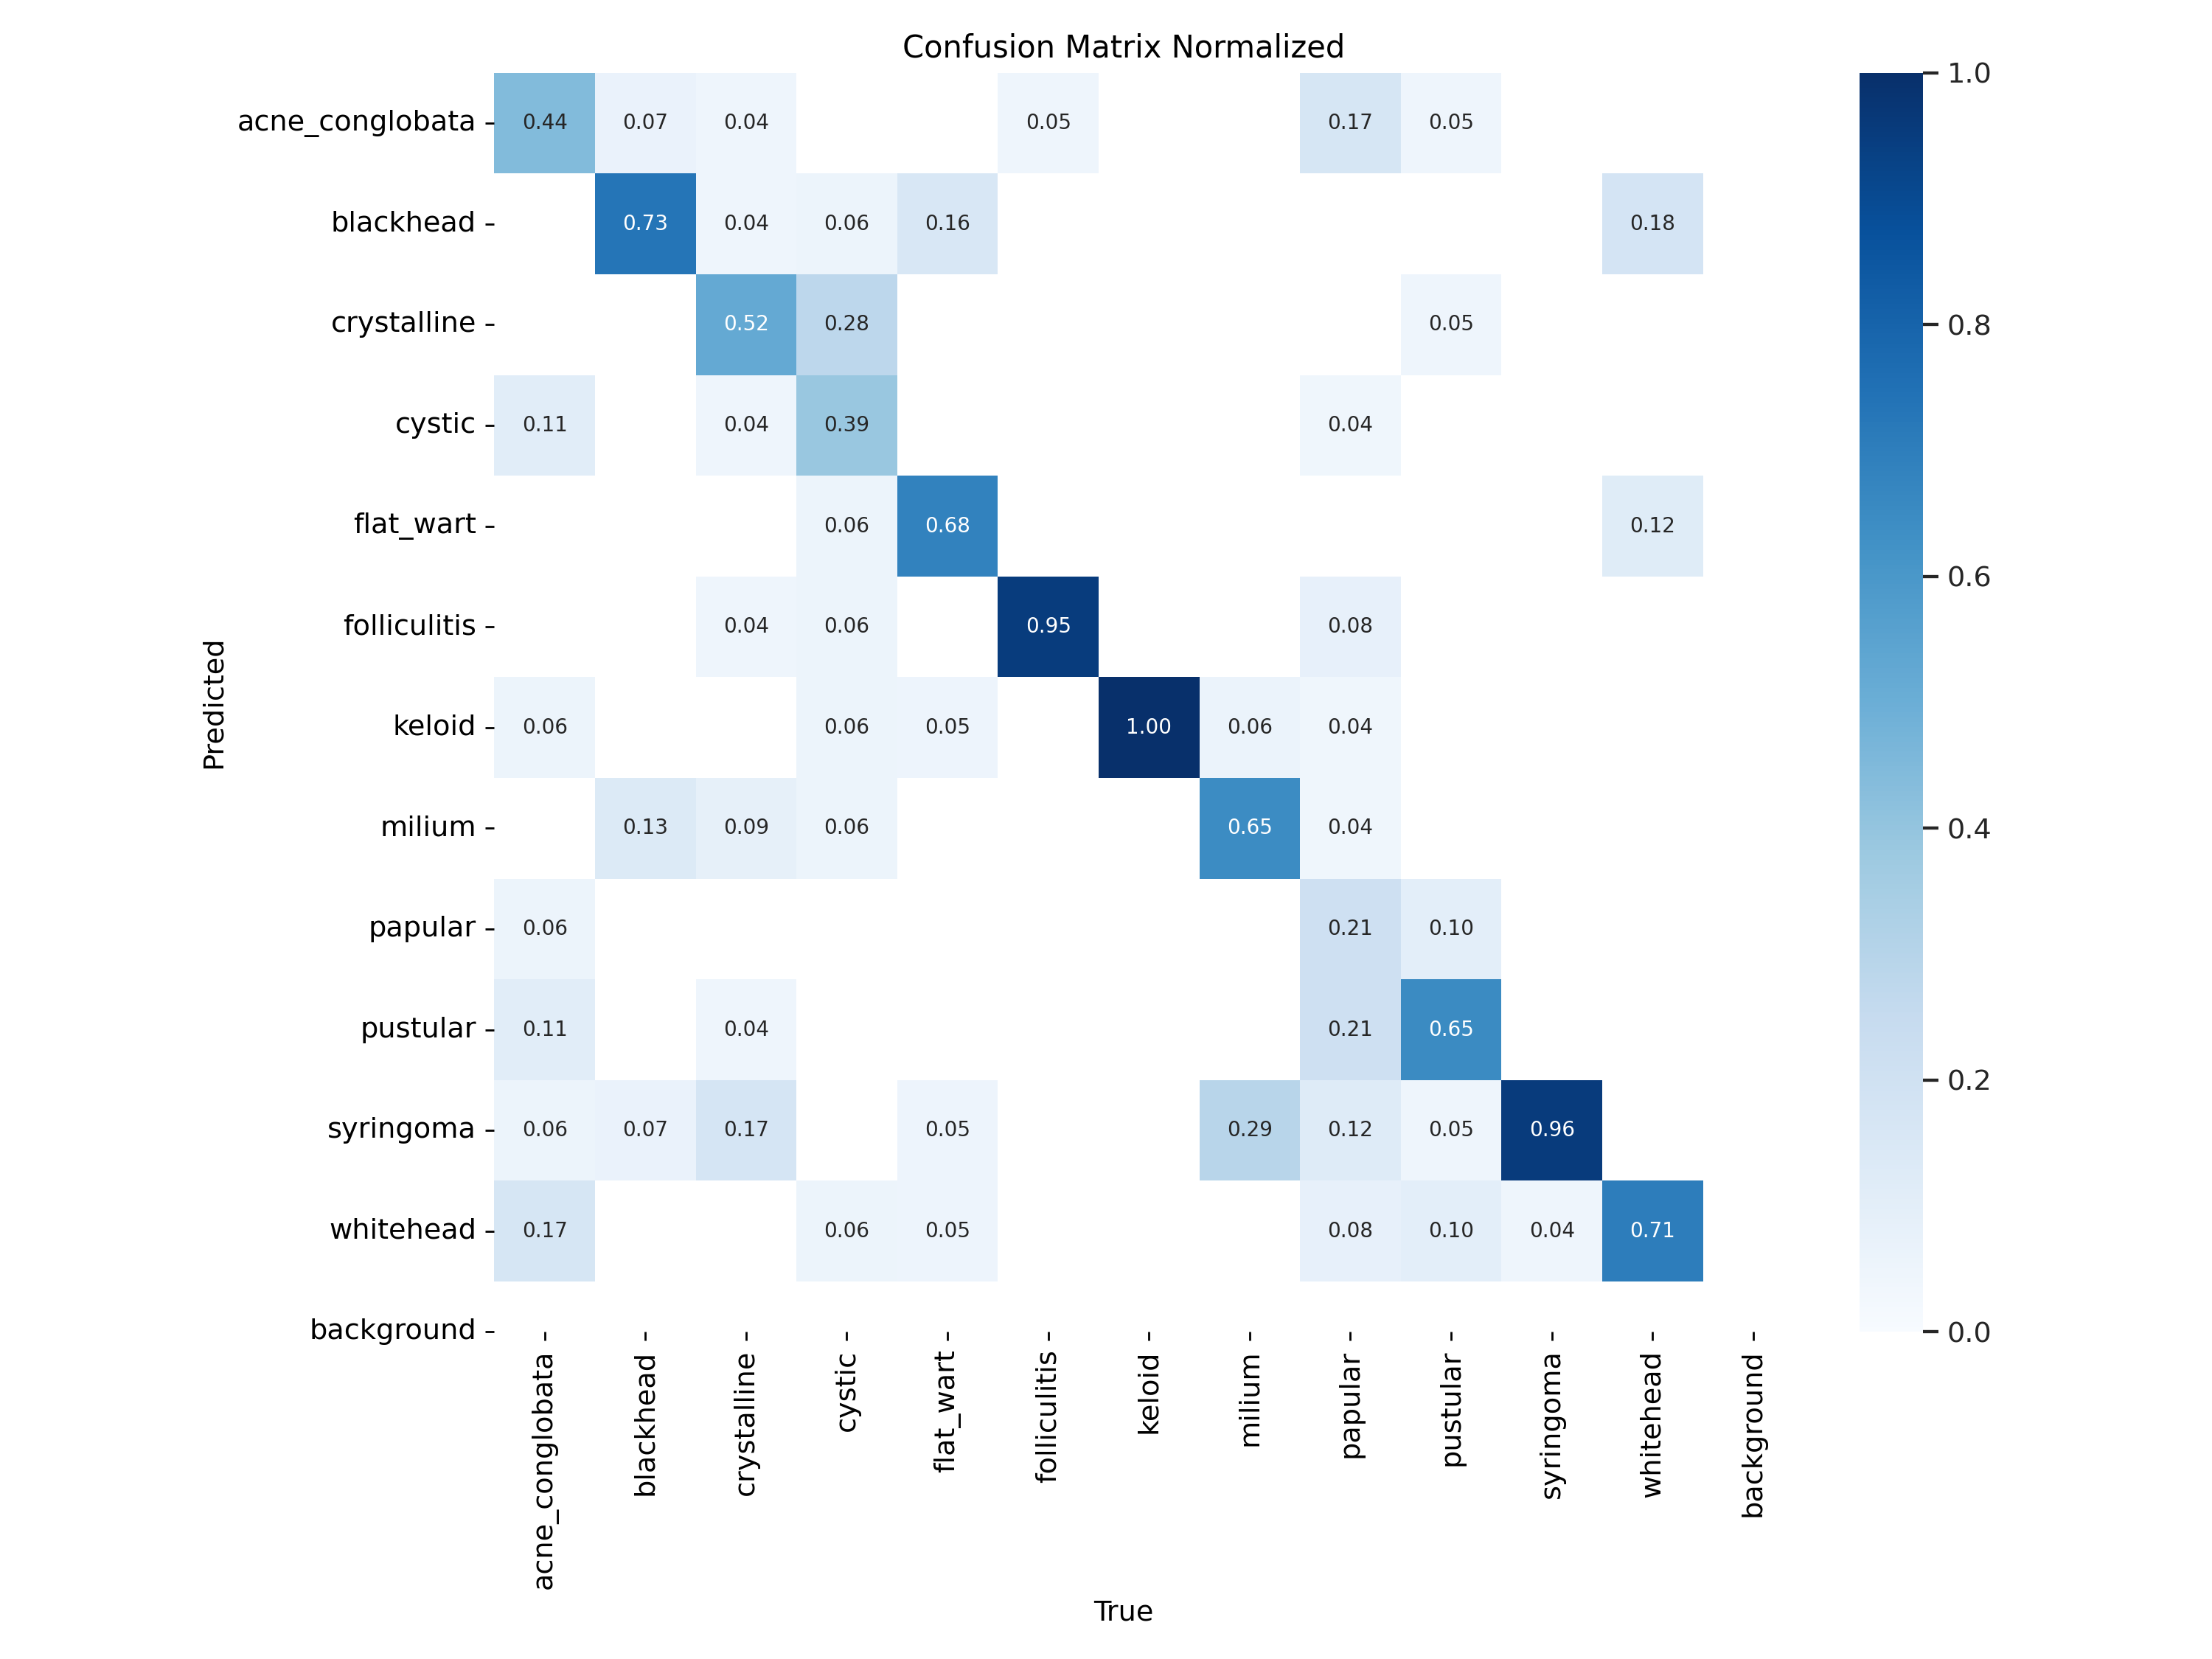 Confusion Matrix Normalized
acne_conglobata 0.44 0.07 0.04 0.05 0.17 0.05
blackhead 0.73 0.04 0.06 0.16 0.18
crystalline 0.52 0.28 0.05
cystic 0.11 0.04 0.39 0.04
flat_wart 0.06 0.68 0.12
folliculitis 0.04 0.06 0.95 0.08
keloid 0.06 0.06 0.05 1.00 0.06 0.04
milium 0.13 0.09 0.06 0.65 0.04
papular 0.06 0.21 0.10
pustular 0.11 0.04 0.21 0.65
syringoma 0.06 0.07 0.17 0.05 0.29 0.12 0.05 0.96
whitehead 0.17 0.06 0.05 0.08 0.10 0.04 0.71
background
Predicted
acne_conglobata
blackhead
crystalline
cystic
flat_wart
folliculitis
keloid
milium
papular
pustular
syringoma
whitehead
background
True
1.0
0.8
0.6
0.4
0.2
0.0